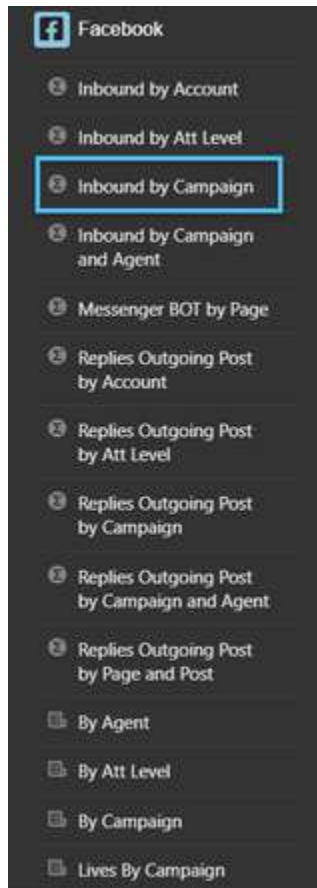 Facebook
Inbound by Account
Inbound by Att Level
Inbound by Campaign
Inbound by Campaign
and Agent
Messenger BOT by Page
Replies Outgoing Post
by Account
Replies Outgoing Post
by Att Level
Replies Outgoing Post
by Campaign
Replies Outgoing Post
by Campaign and Agent
Replies Outgoing Post
by Page and Post
By Agent
By Att Level
By Campaign
Lives By Campaign